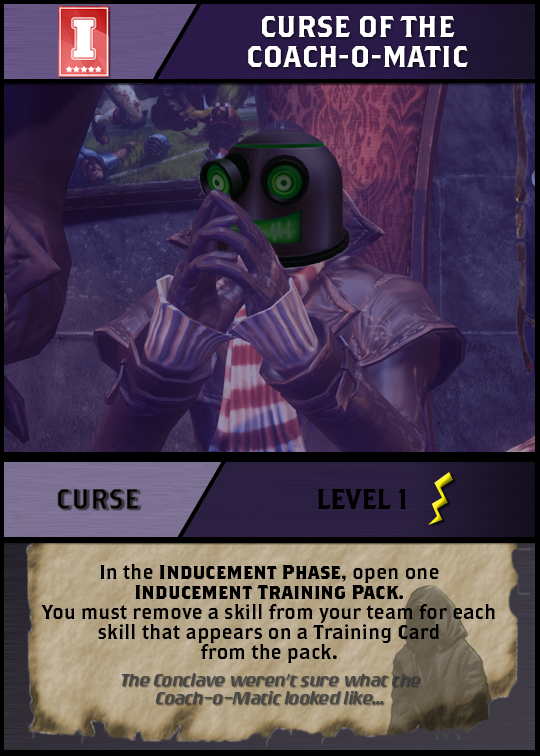 I
CURSE OF THE
COACH-O-MATIC
CURSE
LEVEL 1
In the INDUCEMENT PHASE, open one
INDUCEMENT TRAINING PACK.
You must remove a skill from your team for each
skill that appears on a Training Card
from the pack.
The Conclave weren't sure what the
Coach-o-Matic looked like...